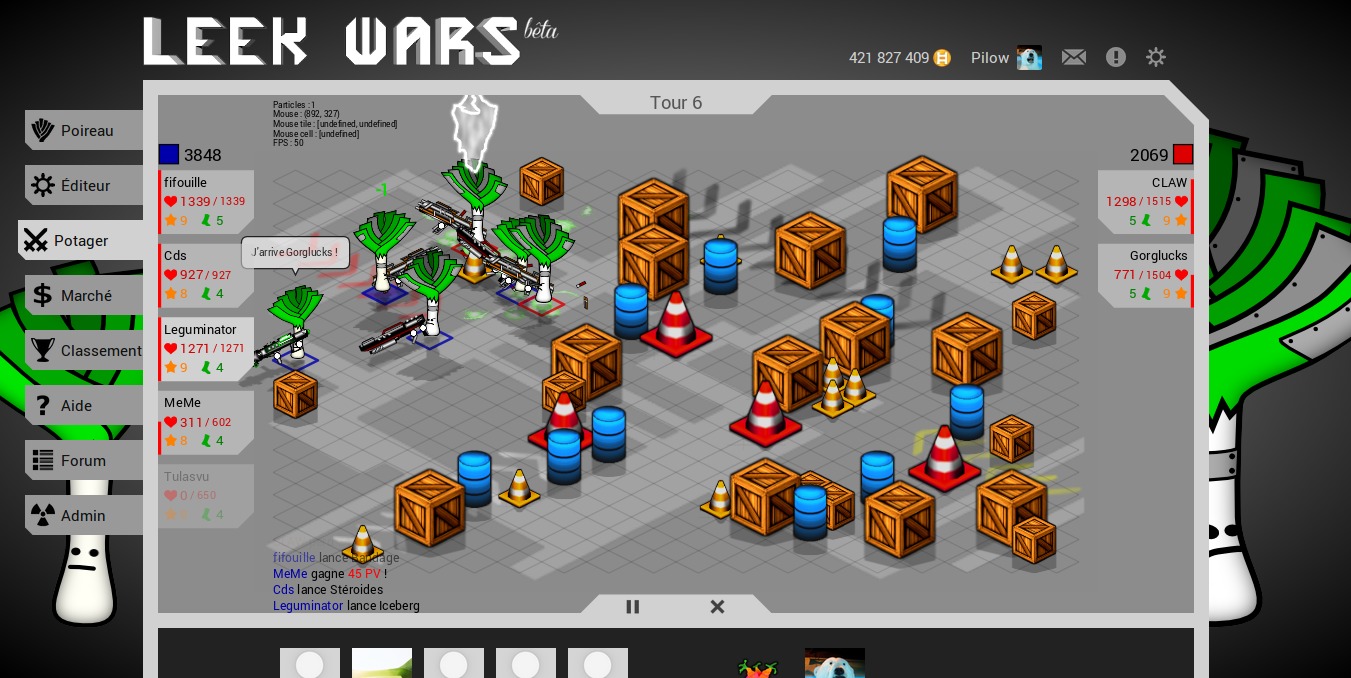 LEEK WARS bêta
421 827 409
Pilow
Poireau
Éditeur
Potager
Marché
Classement
Aide
Forum
Admin
Tour 6
Particles : 1
Mouse : (892, 327)
Mouse tile : [undefined, undefined]
Mouse cell : [undefined]
FPS : 50
3848
fifouille
1339 / 1339
9 5
Cds
927 / 927
8 4
Leguminator
1271 / 1271
9 4
MeMe
311 / 602
8 4
Tulasvu
0 / 650
4
-1
J'arrive Gorglucks !
2069
CLAW
1298 / 1515
5 9
Gorglucks
771 / 1504
5 9
fifouille lance Bandage
MeMe gagne 45 PV !
Cds lance Stéroïdes
Leguminator lance Iceberg